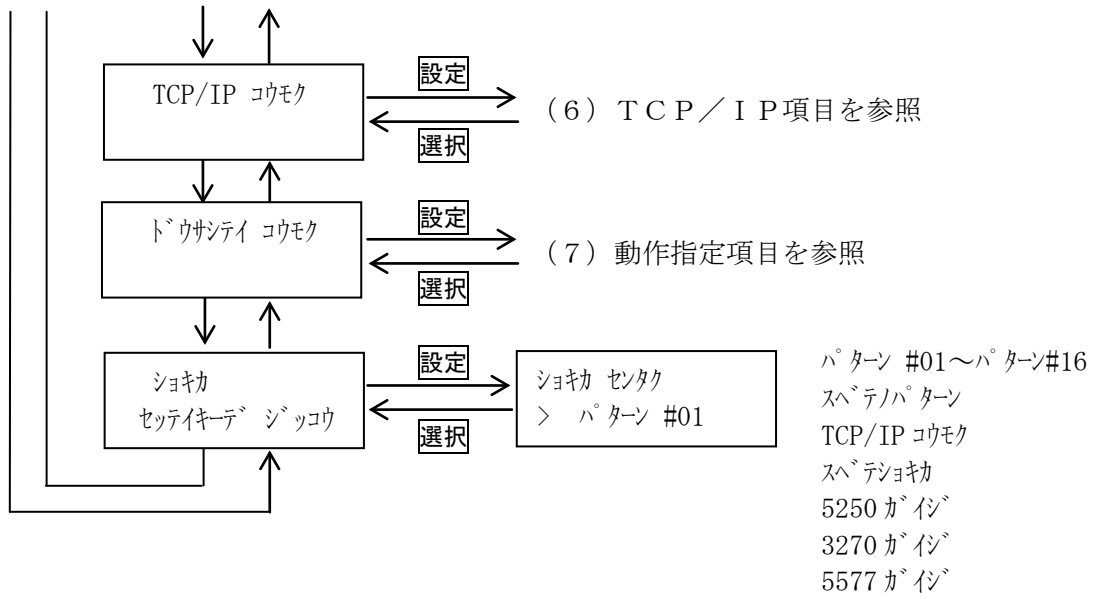 TCP/IP コウモク
設定
選択
（６）ＴＣＰ／ＩＰ項目を参照
ドウサシテイ コウモク
設定
選択
（７）動作指定項目を参照
ショキカ
セッテイキーデ ジッコウ
設定
選択
ショキカ センタク
> パターン #01
パターン #01～パターン#16
スベテノパターン
TCP/IP コウモク
スベテショキカ
5250 ガイジ
3270 ガイジ
5577 ガイジ